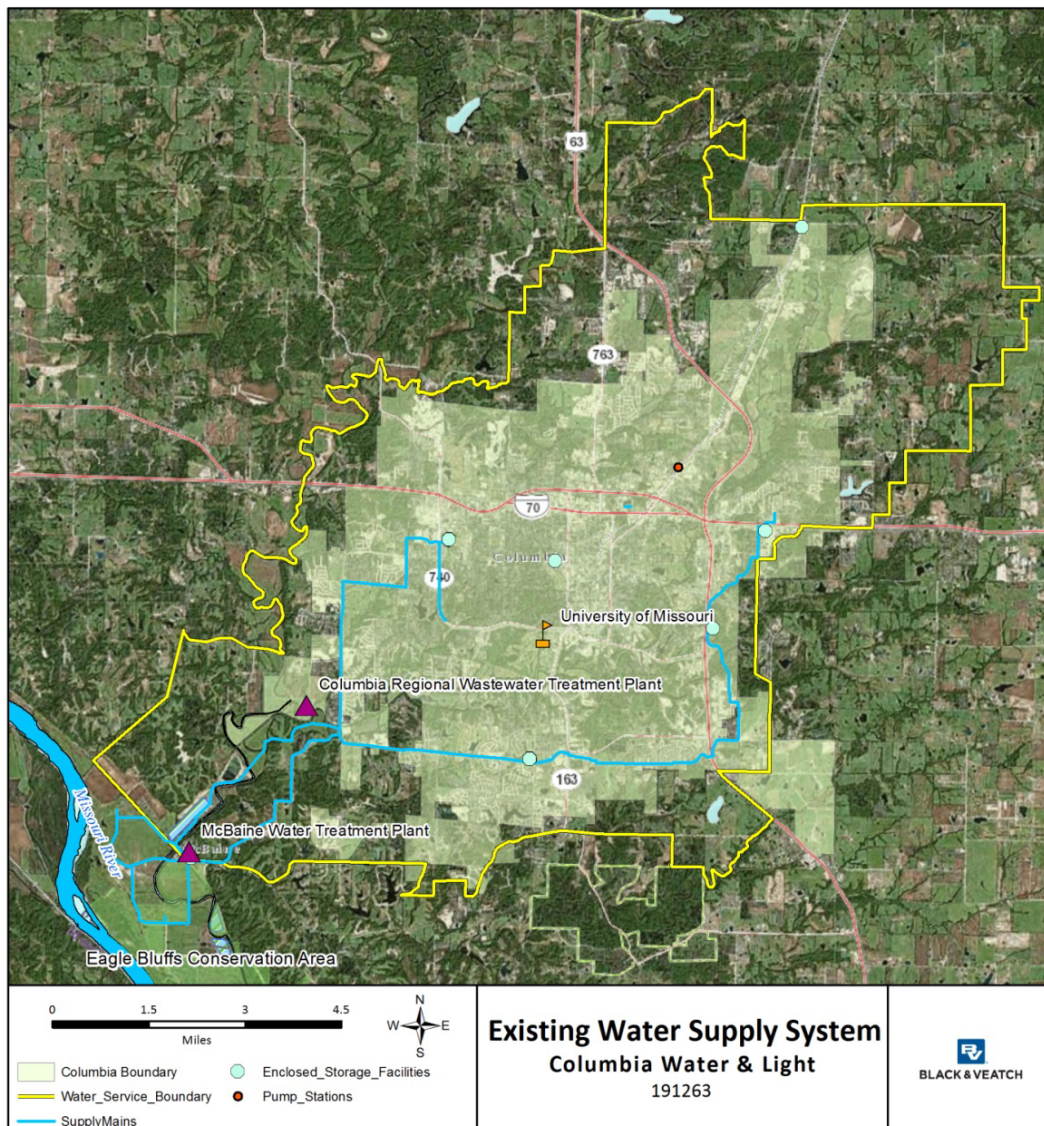 63
763
70
Columbia
740
University of Missouri
Columbia Regional Wastewater Treatment Plant
163
Missouri River
McBaine Water Treatment Plant
McBaine
Eagle Bluffs Conservation Area
0 1.5 3 4.5
Miles
N
W E
S
Columbia Boundary
Water_Service_Boundary
SupplyMains
Enclosed_Storage_Facilities
Pump_Stations
Existing Water Supply System
Columbia Water & Light
191263
BV
BLACK & VEATCH